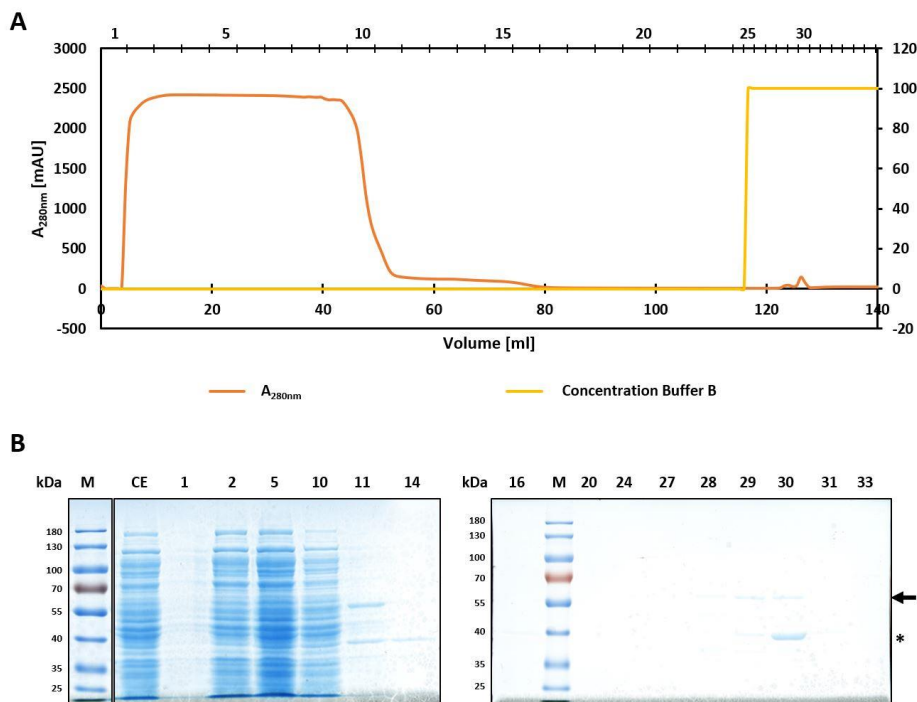 A
1 5 10 15 20 25 30
3000 120
2500 100
2000 80
1500 60
1000 40
500 20
0 0
-500 -20
0 20 40 60 80 100 120 140
A280nm [mAU]
Volume [ml]
A280nm Concentration Buffer B
B
kDa M CE 1 2 5 10 11 14
180
130
100
70
55
40
35
25
kDa 16 M 20 24 27 28 29 30 31 33
180
130
100
70
55
40
35
25
*